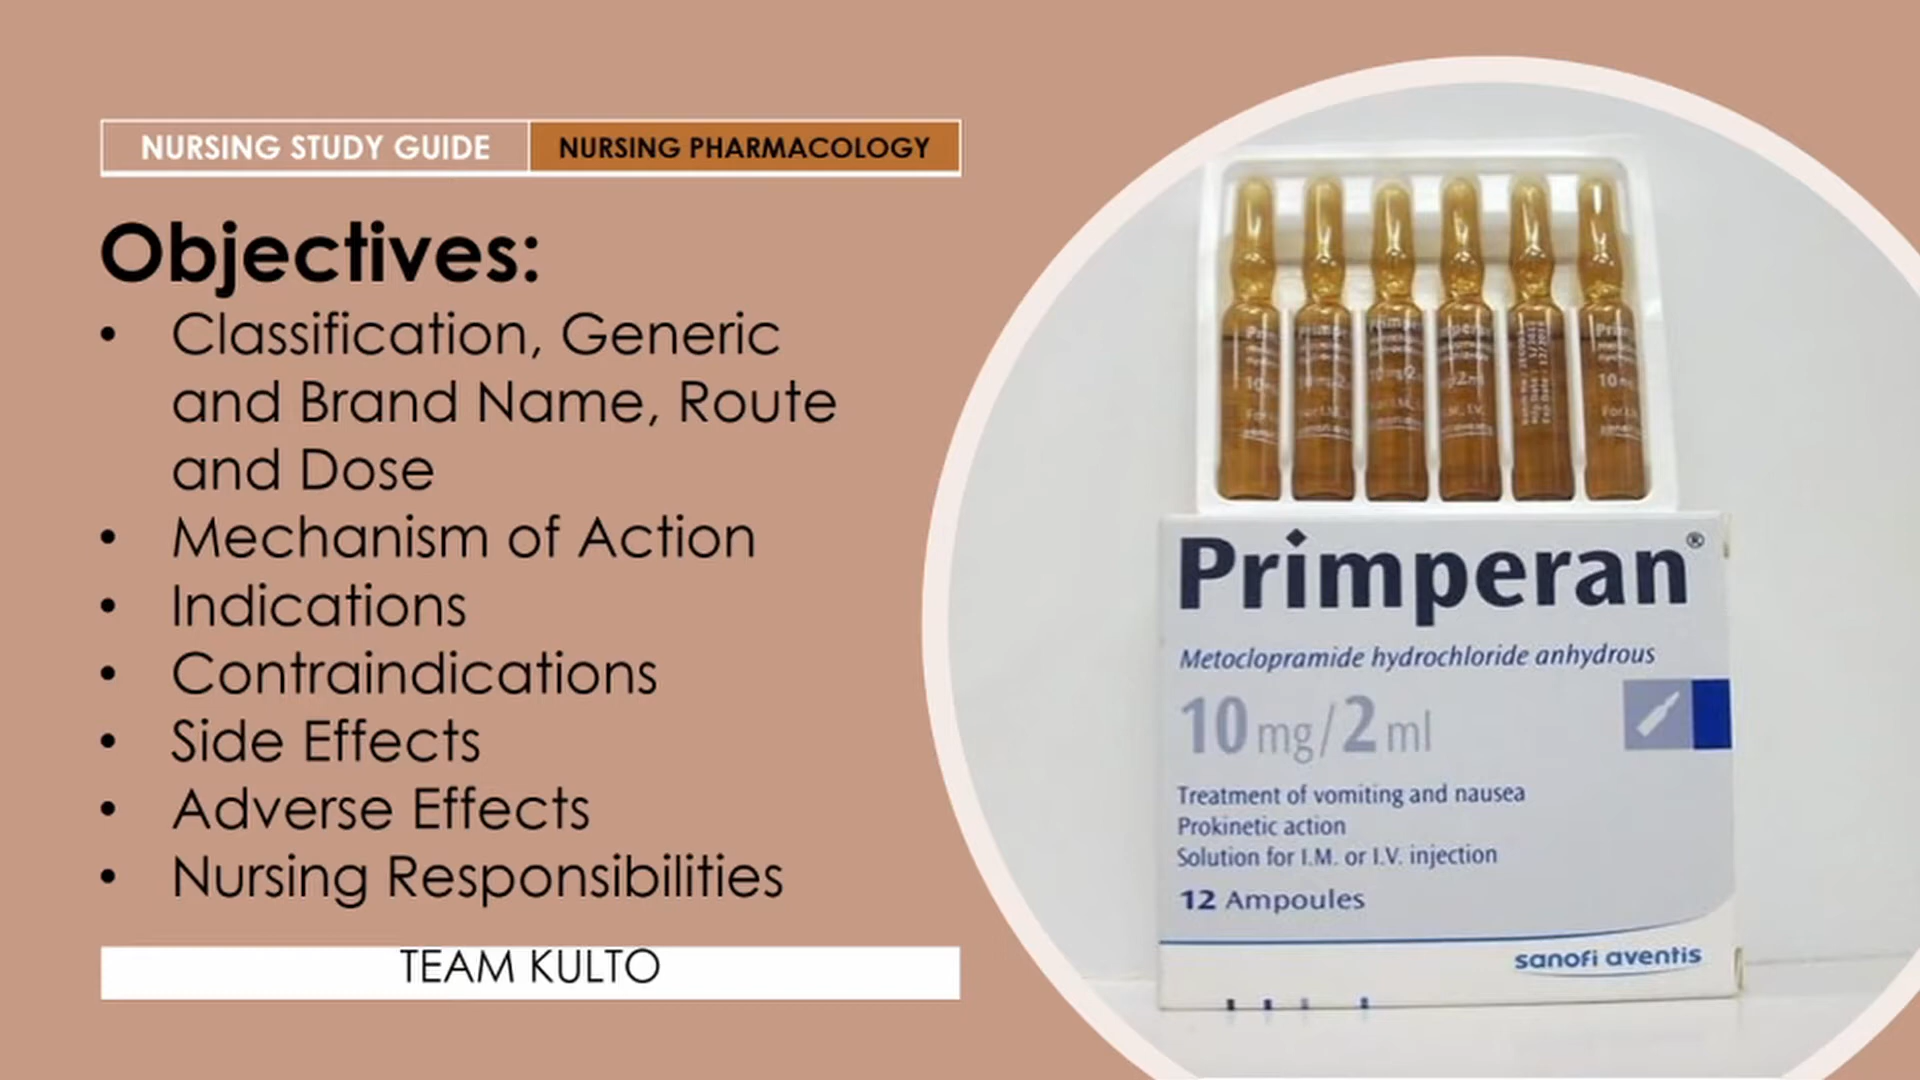 NURSING STUDY GUIDE
NURSING PHARMACOLOGY
Objectives:
• Classification, Generic
and Brand Name, Route
and Dose
• Mechanism of Action
• Indications
• Contraindications
• Side Effects
• Adverse Effects
• Nursing Responsibilities
TEAM KULTO
Primperan®
Metoclopramide hydrochloride anhydrous
10 mg/2 ml
Treatment of vomiting and nausea
Prokinetic action
Solution for I.M. or I.V. injection
12 Ampoules
sanofi aventis